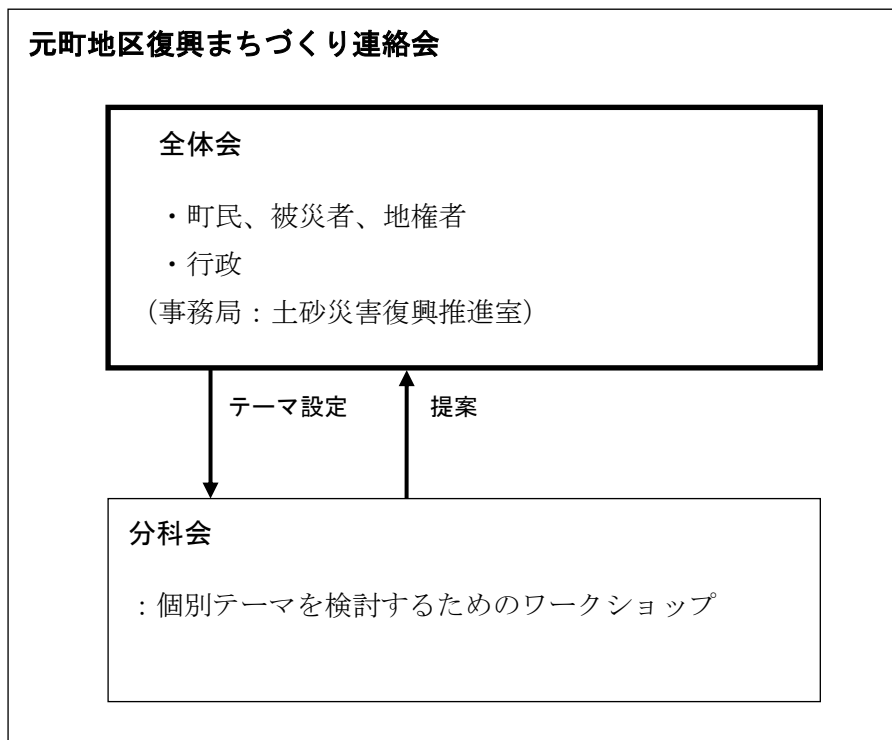 元町地区復興まちづくり連絡会
全体会
・町民、被災者、地権者
・行政
（事務局：土砂災害復興推進室）
テーマ設定
提案
分科会
：個別テーマを検討するためのワークショップ